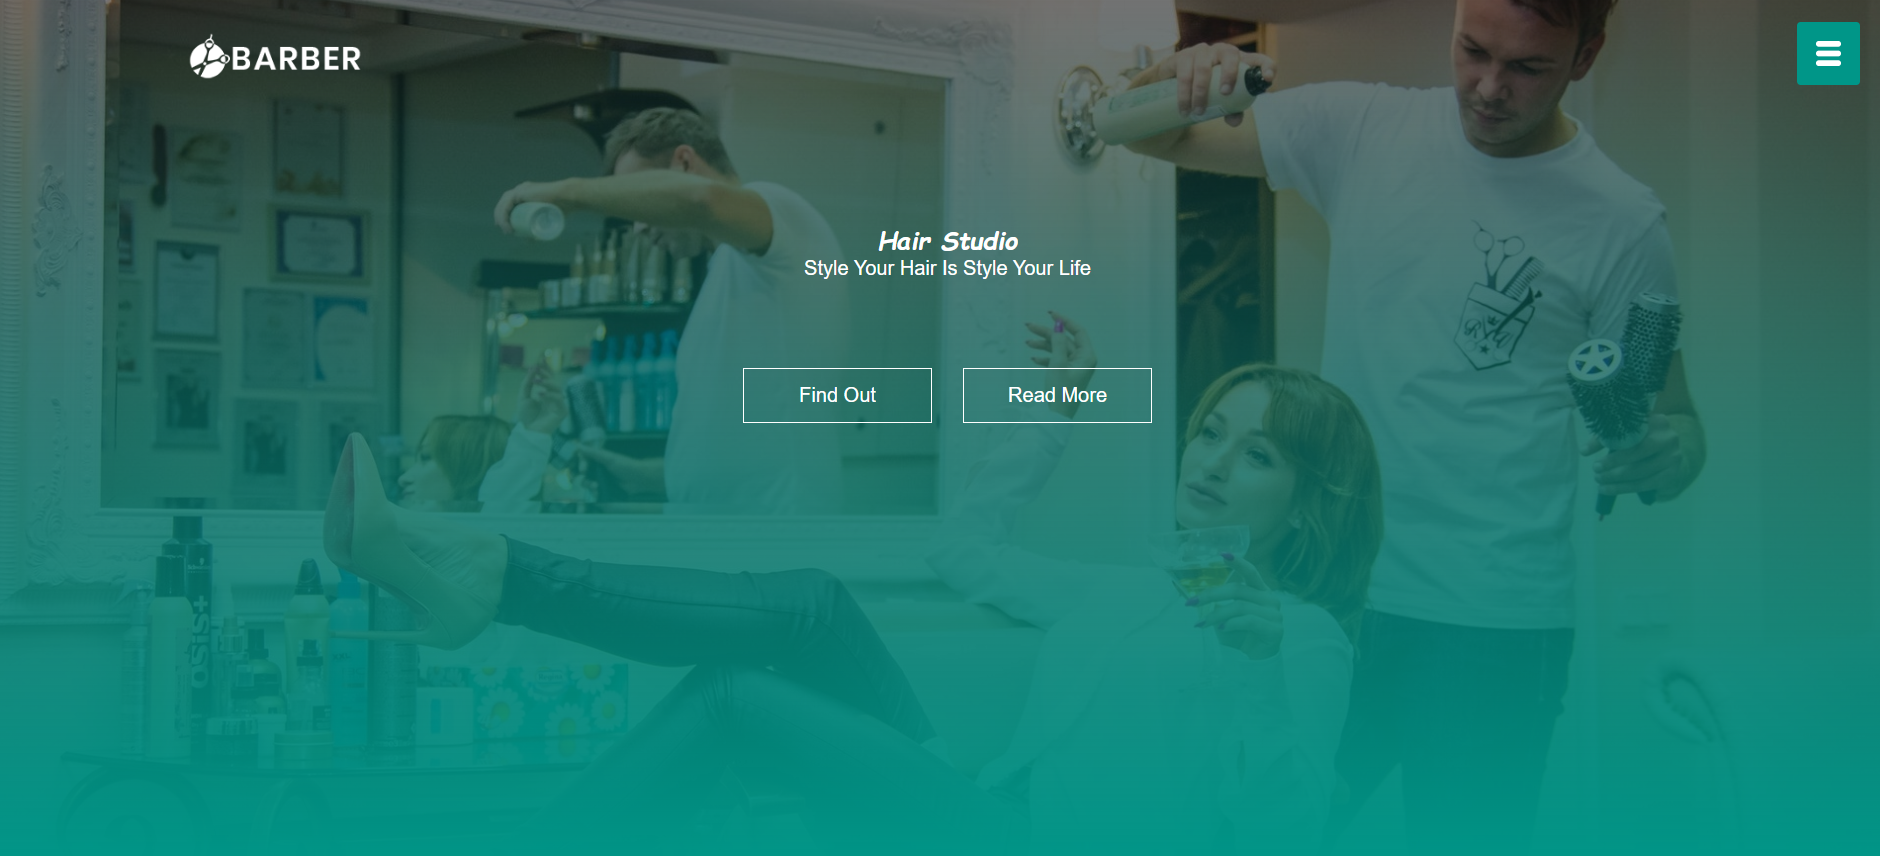 BARBER
Hair Studio
Style Your Hair Is Style Your Life
Find Out
Read More
OSIS+